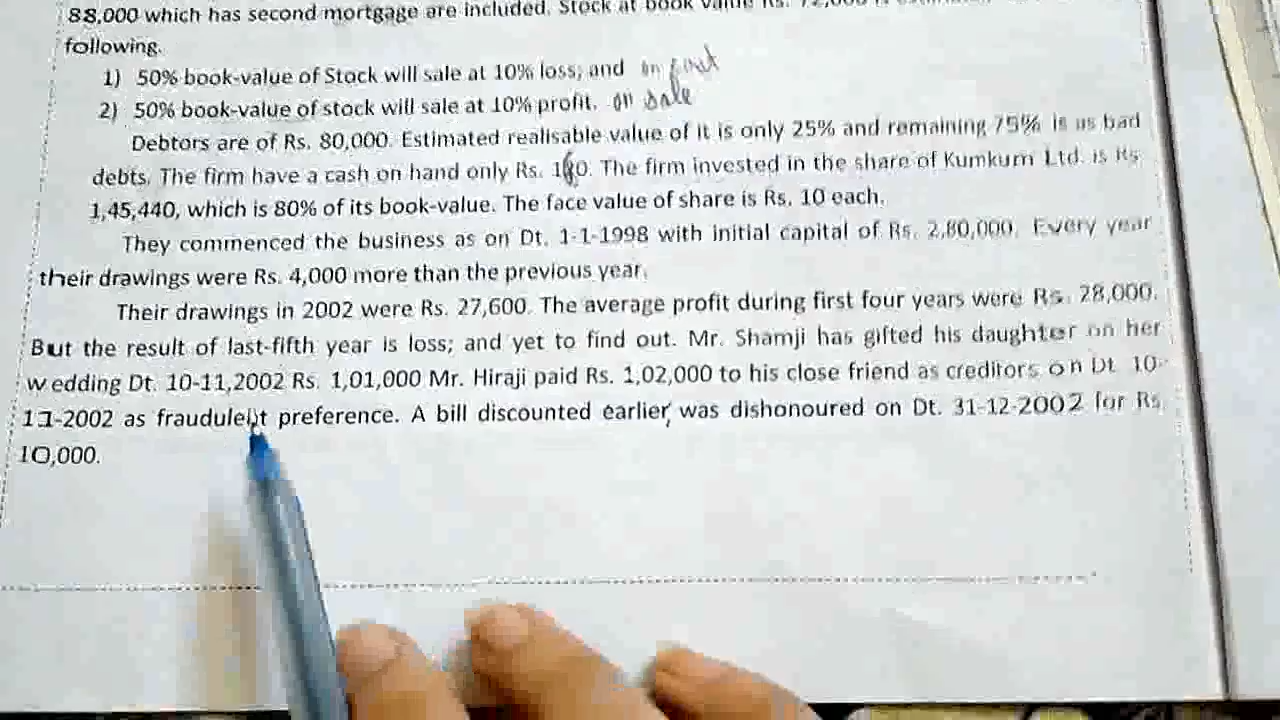 88,000 which has second mortgage are included. Stock at book value Rs.
following.
1) 50% book-value of Stock will sale at 10% loss; and on cost
2) 50% book-value of stock will sale at 10% profit. on sale
Debtors are of Rs. 80,000. Estimated realisable value of it is only 25% and remaining 75% is as bad
debts. The firm have a cash on hand only Rs. 160. The firm invested in the share of Kumkum Ltd. is Rs
1,45,440, which is 80% of its book-value. The face value of share is Rs. 10 each.
They commenced the business as on Dt. 1-1-1998 with initial capital of Rs. 2,80,000. Every year
their drawings were Rs. 4,000 more than the previous year.
Their drawings in 2002 were Rs. 27,600. The average profit during first four years were Rs. 28,000.
But the result of last-fifth year is loss; and yet to find out. Mr. Shamji has gifted his daughter on her
wedding Dt. 10-11,2002 Rs. 1,01,000 Mr. Hiraji paid Rs. 1,02,000 to his close friend as creditors on Dt. 10-
11-2002 as fraudulent preference. A bill discounted earlier, was dishonoured on Dt. 31-12-2002 for Rs.
10,000.